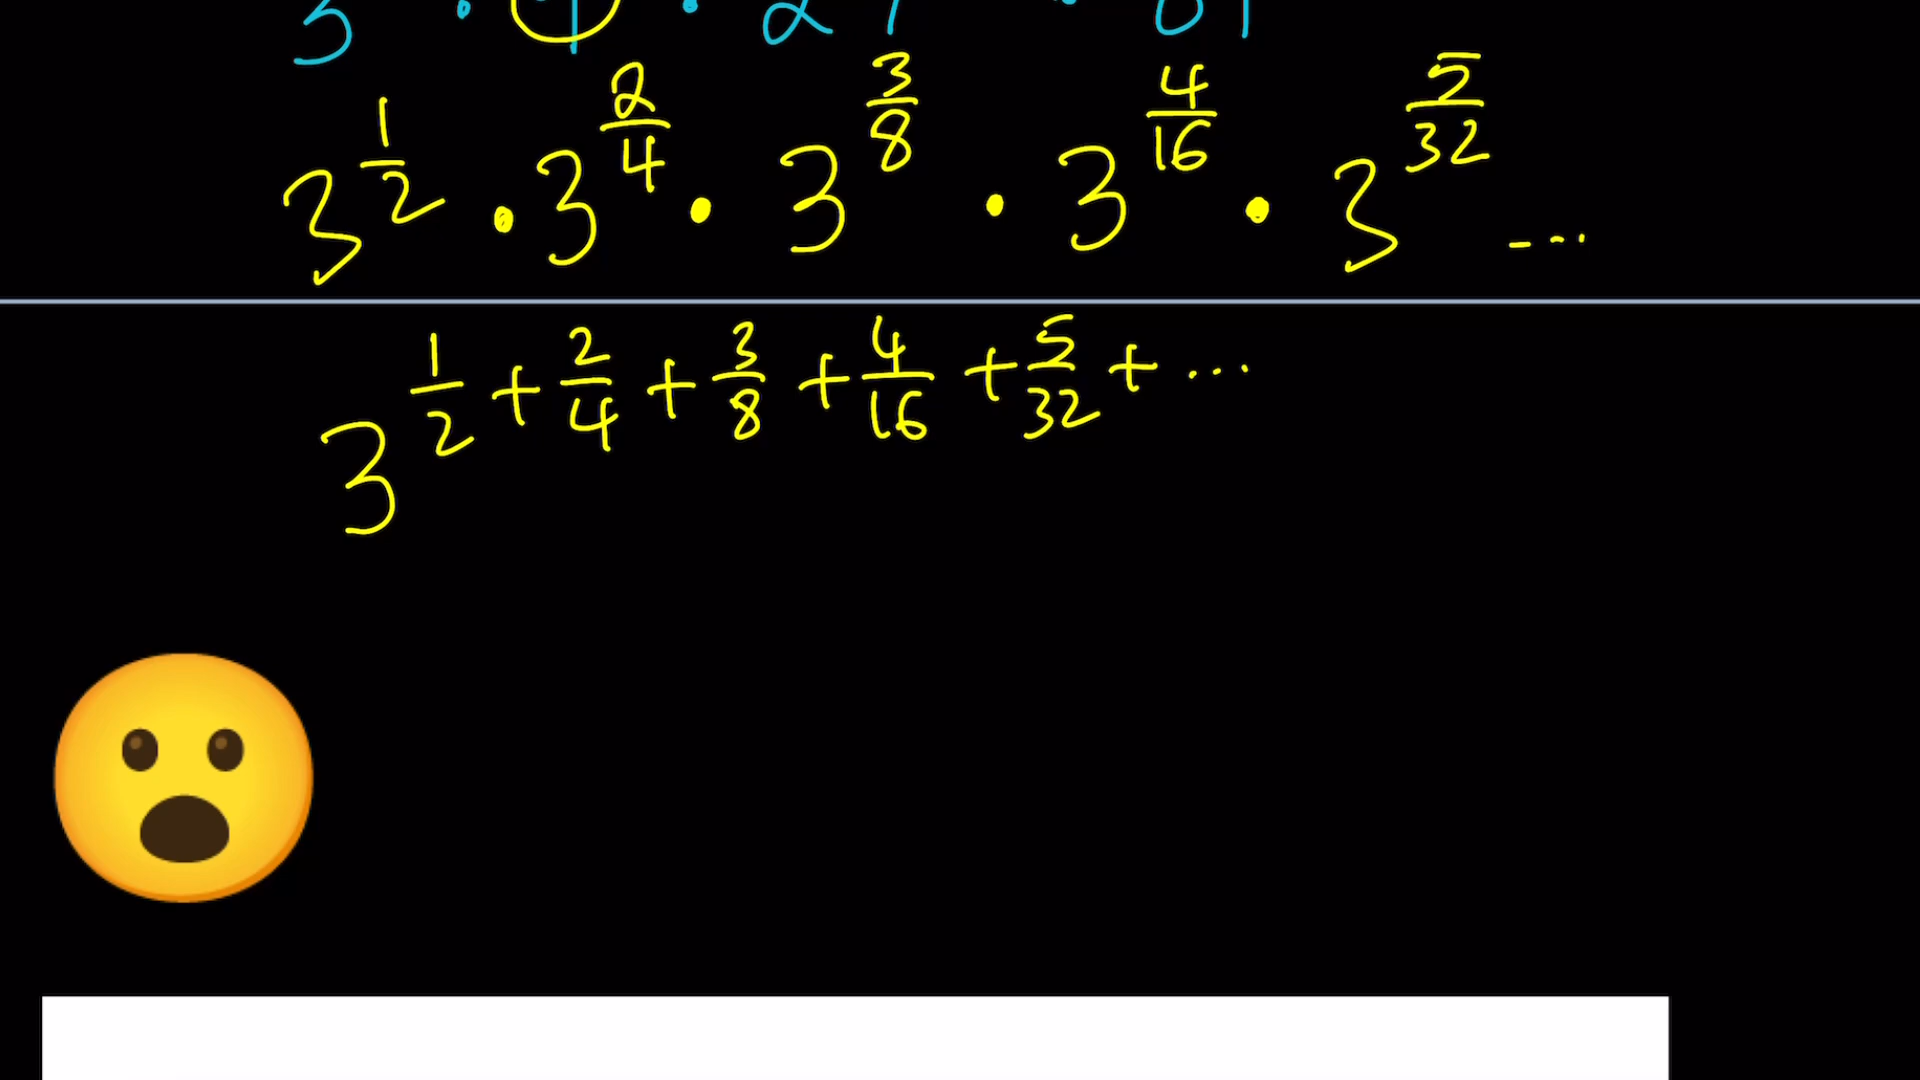 3^(1/2) · 3^(2/4) · 3^(3/8) · 3^(4/16) · 3^(5/32) ...
3^(1/2 + 2/4 + 3/8 + 4/16 + 5/32 + ...)